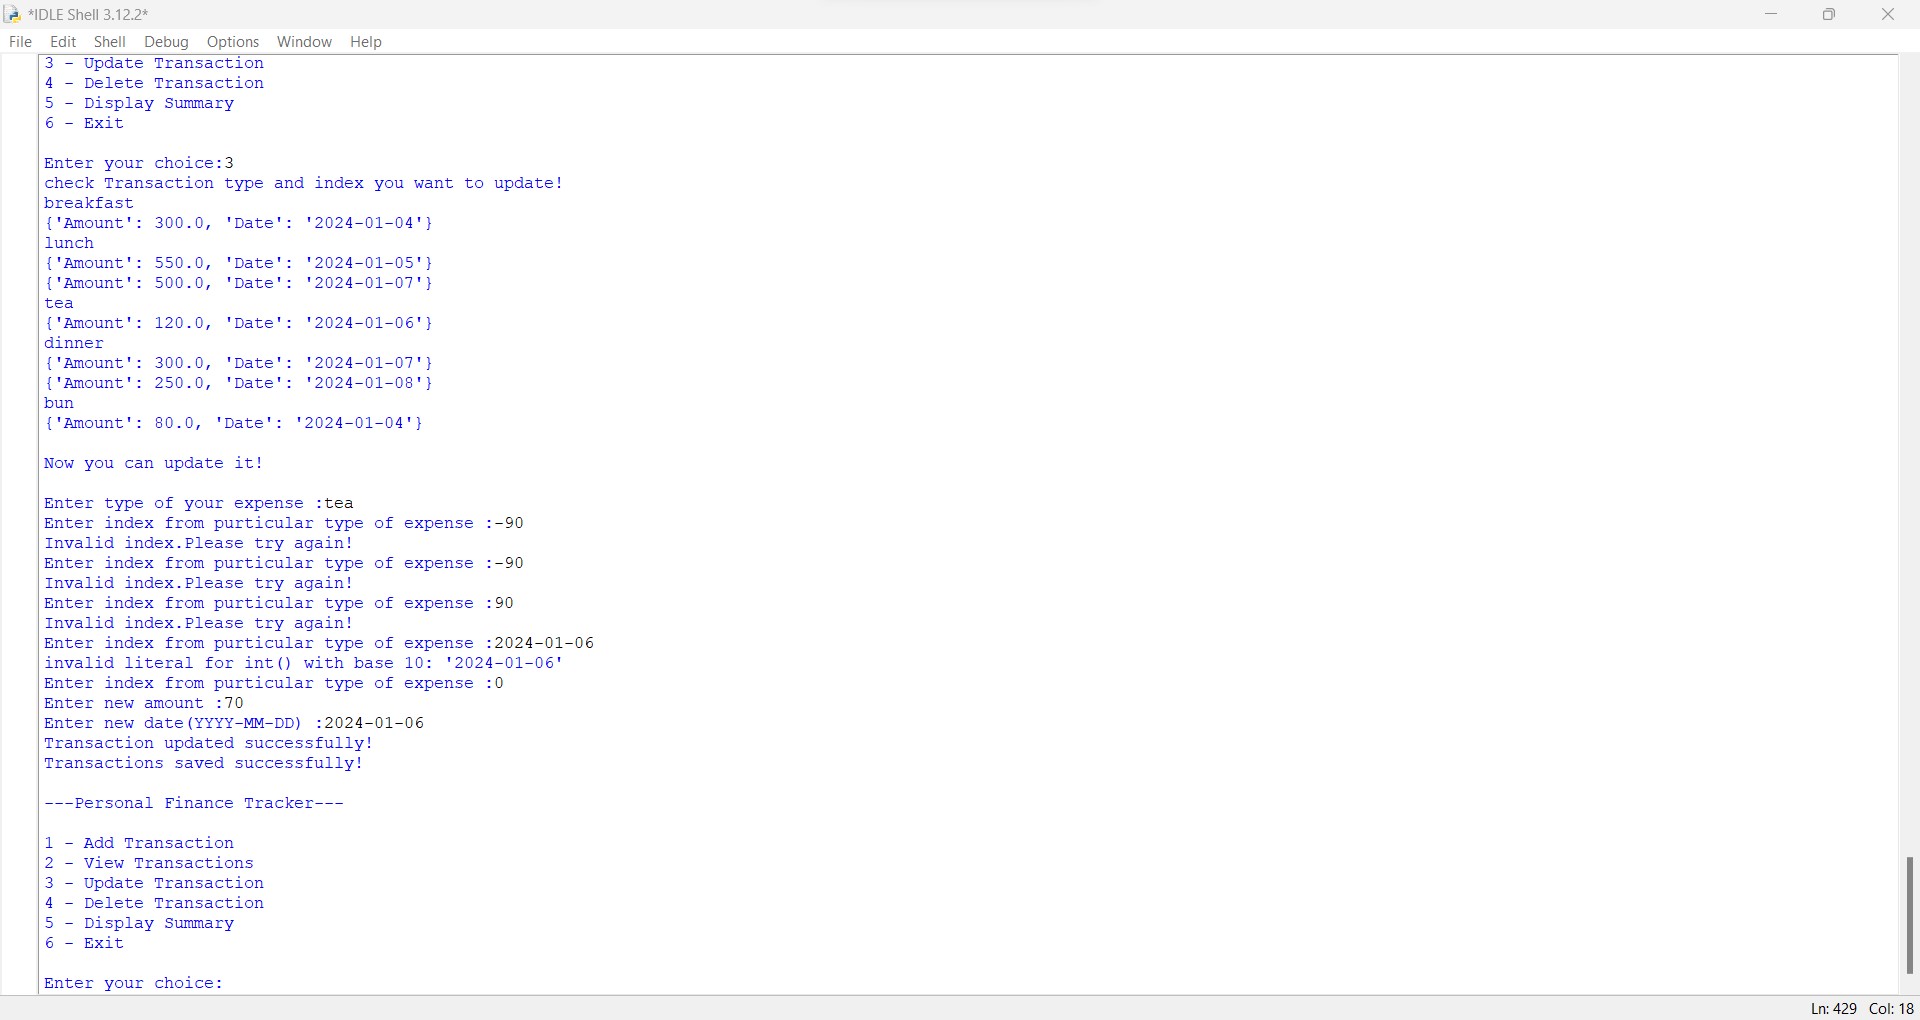 *IDLE Shell 3.12.2*
File Edit Shell Debug Options Window Help
3 - Update Transaction
4 - Delete Transaction
5 - Display Summary
6 - Exit
Enter your choice:3
check Transaction type and index you want to update!
breakfast
{'Amount': 300.0, 'Date': '2024-01-04'}
lunch
{'Amount': 550.0, 'Date': '2024-01-05'}
{'Amount': 500.0, 'Date': '2024-01-07'}
tea
{'Amount': 120.0, 'Date': '2024-01-06'}
dinner
{'Amount': 300.0, 'Date': '2024-01-07'}
{'Amount': 250.0, 'Date': '2024-01-08'}
bun
{'Amount': 80.0, 'Date': '2024-01-04'}
Now you can update it!
Enter type of your expense :tea
Enter index from purticular type of expense :-90
Invalid index.Please try again!
Enter index from purticular type of expense :-90
Invalid index.Please try again!
Enter index from purticular type of expense :90
Invalid index.Please try again!
Enter index from purticular type of expense :2024-01-06
invalid literal for int() with base 10: '2024-01-06'
Enter index from purticular type of expense :0
Enter new amount :70
Enter new date(YYYY-MM-DD) :2024-01-06
Transaction updated successfully!
Transactions saved successfully!
---Personal Finance Tracker---
1 - Add Transaction
2 - View Transactions
3 - Update Transaction
4 - Delete Transaction
5 - Display Summary
6 - Exit
Enter your choice:
Ln: 429 Col: 18